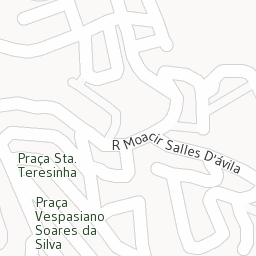 R Moacir Salles D'ávila
Praça Sta.
Teresinha
Praça
Vespasiano
Soares da
Silva